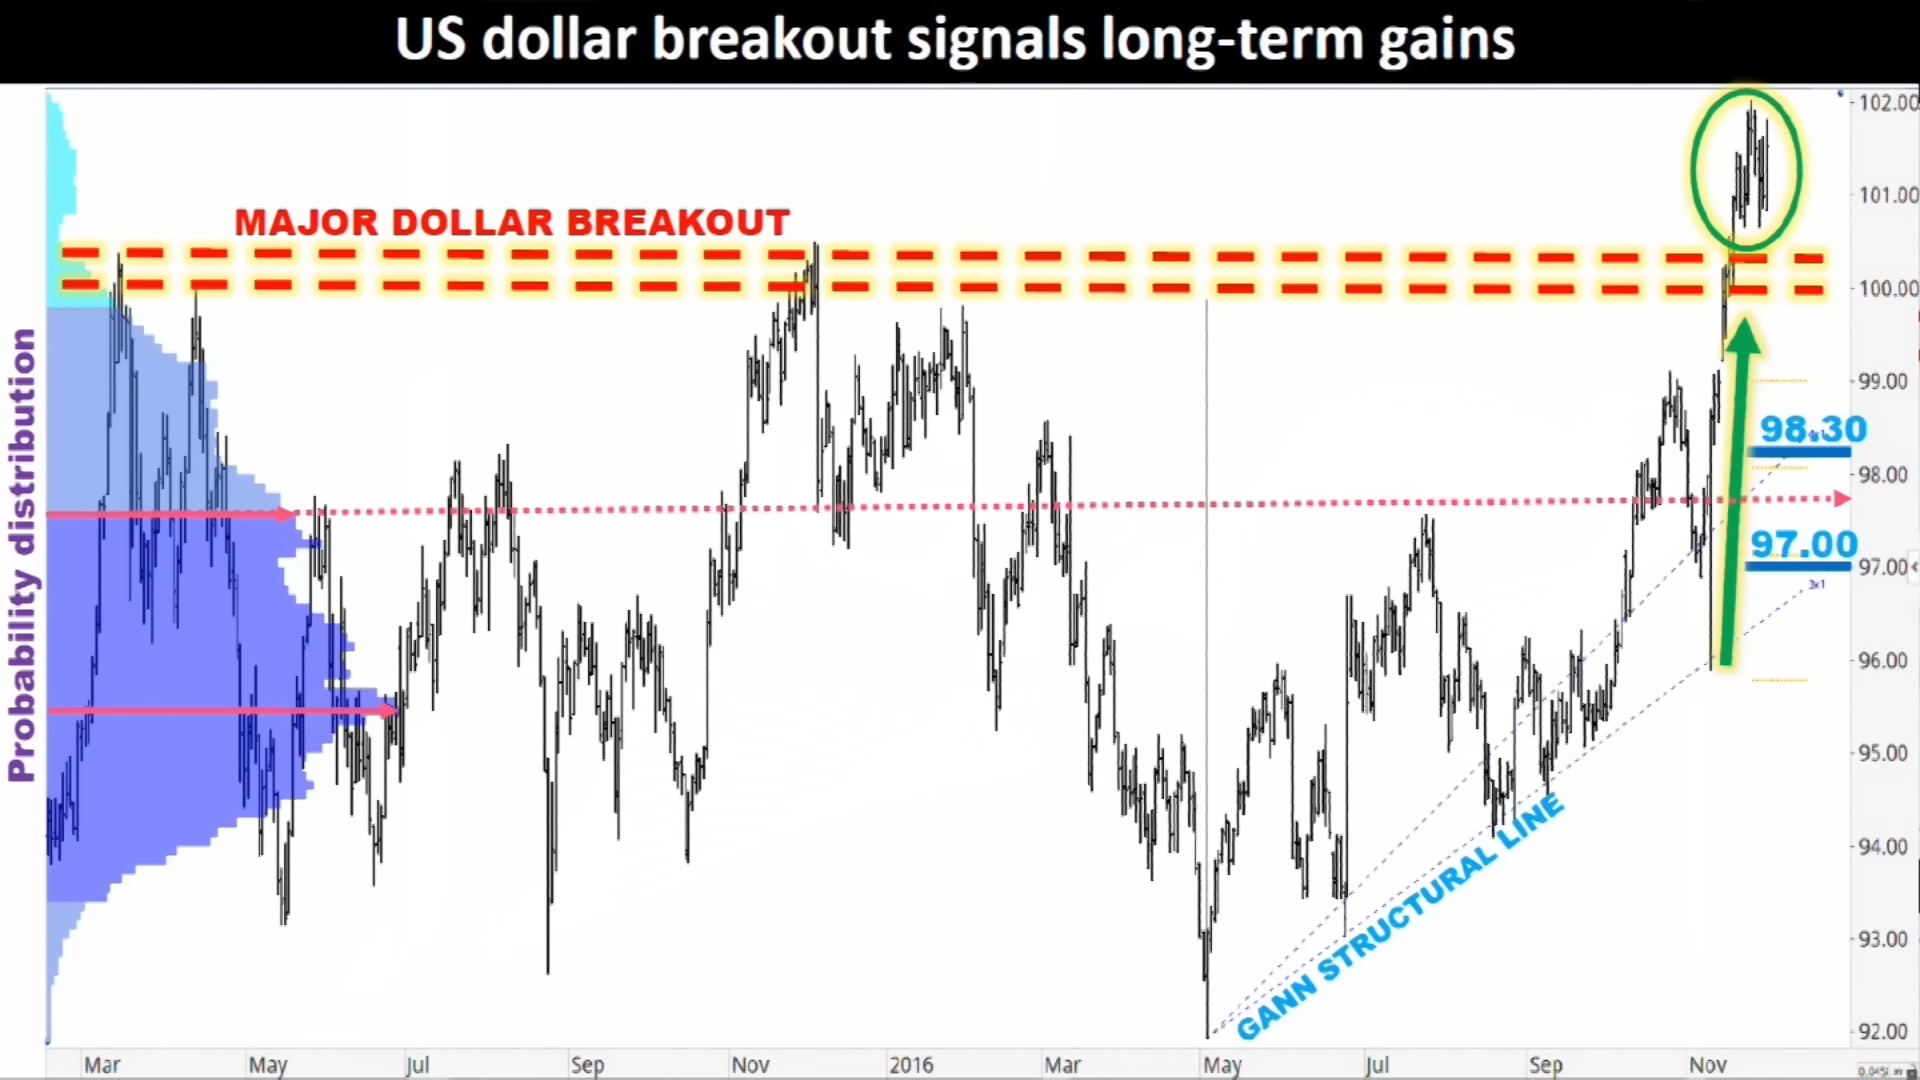 US dollar breakout signals long-term gains
MAJOR DOLLAR BREAKOUT
Probability distribution
102.00
101.00
100.00
99.00
98.30
98.00
97.00
97.00
3x1
96.00
95.00
GANN STRUCTURAL LINE
94.00
93.00
92.00
Mar May Jul Sep Nov 2016 Mar May Jul Sep Nov